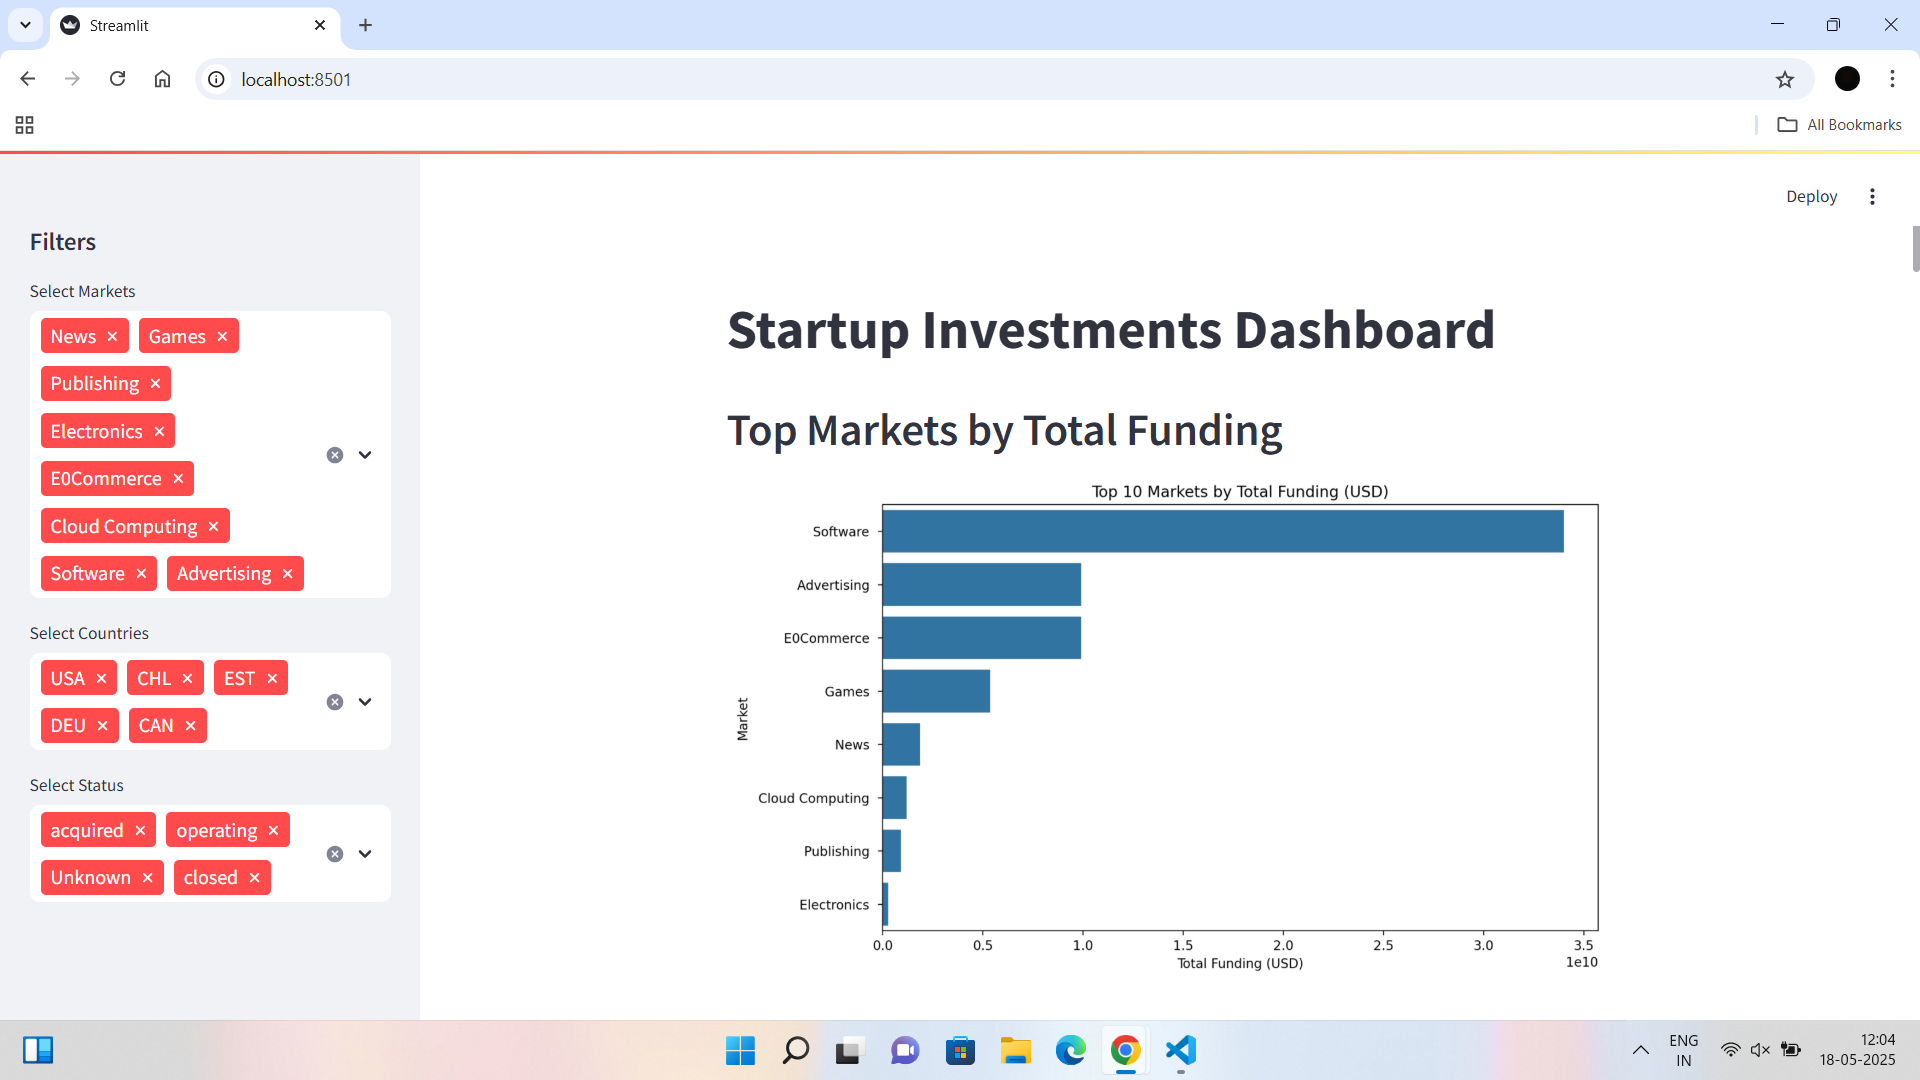 Streamlit
localhost:8501
All Bookmarks
Deploy
Filters
Select Markets
News × Games ×
Publishing ×
Electronics ×
E0Commerce ×
Cloud Computing ×
Software × Advertising ×
Select Countries
USA × CHL × EST ×
DEU × CAN ×
Select Status
acquired × operating ×
Unknown × closed ×
Startup Investments Dashboard
Top Markets by Total Funding
Top 10 Markets by Total Funding (USD)
Market
Software
Advertising
E0Commerce
Games
News
Cloud Computing
Publishing
Electronics
0.0 0.5 1.0 1.5 2.0 2.5 3.0 3.5
Total Funding (USD) 1e10
ENG
IN
12:04
18-05-2025